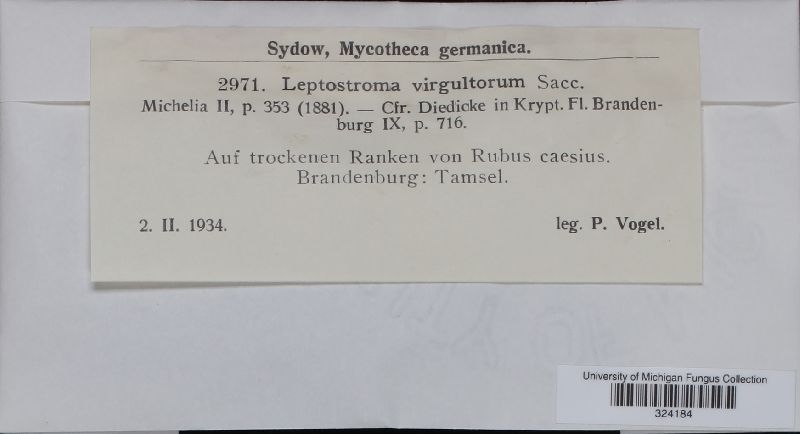 Sydow, Mycotheca germanica.
2971. Leptostroma virgultorum Sacc.
Michelia II, p. 353 (1881). — Cfr. Diedicke in Krypt. Fl. Branden-
burg IX, p. 716.
Auf trockenen Ranken von Rubus caesius.
Brandenburg: Tamsel.
2. II. 1934. leg. P. Vogel.
University of Michigan Fungus Collection
324184